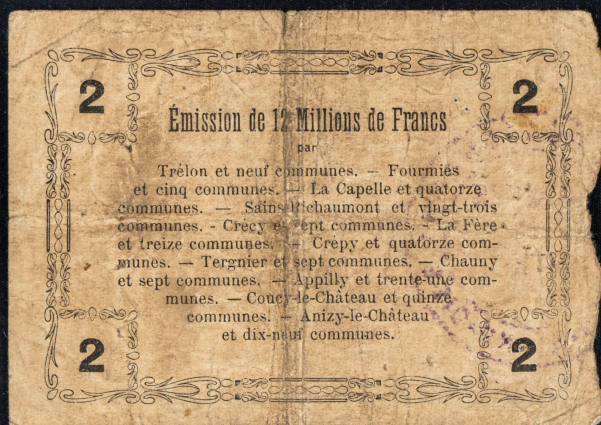 2 2
Émission de 12 Millions de Francs
par
Trélon et neuf communes. — Fourmies
et cinq communes. — La Capelle et quatorze
communes. — Sains-Richaumont et vingt-trois
communes. - Crécy et sept communes. - La Fère
et treize communes. — Crépy et quatorze com-
munes. — Tergnier et sept communes. — Chauny
et sept communes. — Appilly et trente-une com-
munes. — Coucy-le-Château et quinze
communes. — Anizy-le-Château
et dix-neuf communes.
2 2